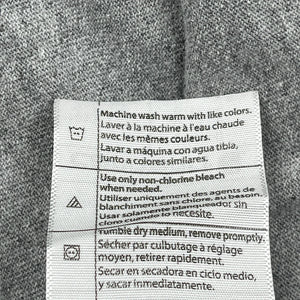 Machine wash warm with like colors.
Laver à la machine à l'eau chaude
avec les mêmes couleurs.
Lavar a máquina con agua tibia,
junto a colores similares.
Use only non-chlorine bleach
when needed.
Utiliser uniquement des agents de
blanchiment sans chlore, au besoin.
Usar solamente blanqueador sin
cloro cuando lo necesite.
Tumble dry medium, remove promptly.
Sécher par culbutage à réglage
moyen, retirer rapidement.
Secar en secadora en ciclo medio,
y sacar inmediatamente.